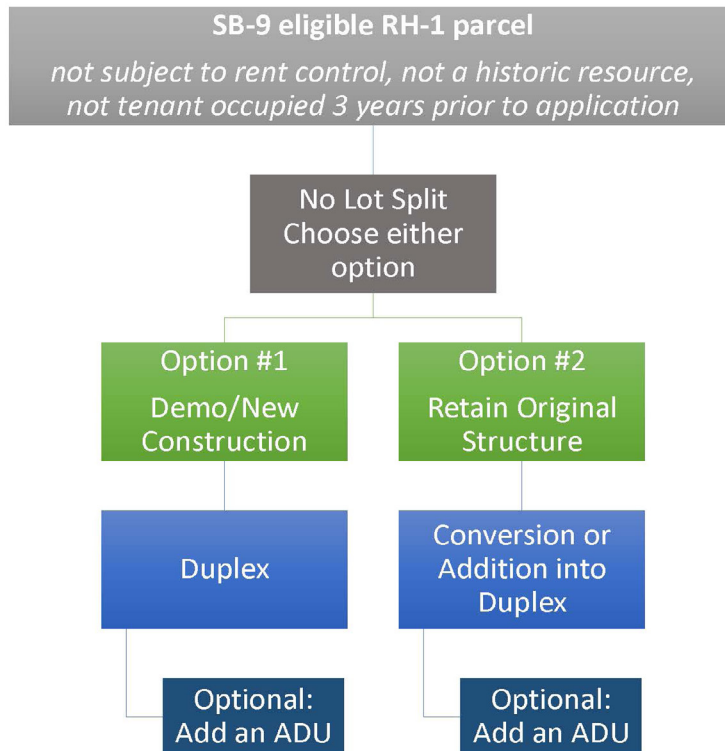 SB-9 eligible RH-1 parcel
not subject to rent control, not a historic resource,
not tenant occupied 3 years prior to application
No Lot Split
Choose either
option
Option #1
Demo/New
Construction
Option #2
Retain Original
Structure
Duplex
Conversion or
Addition into
Duplex
Optional:
Add an ADU
Optional:
Add an ADU